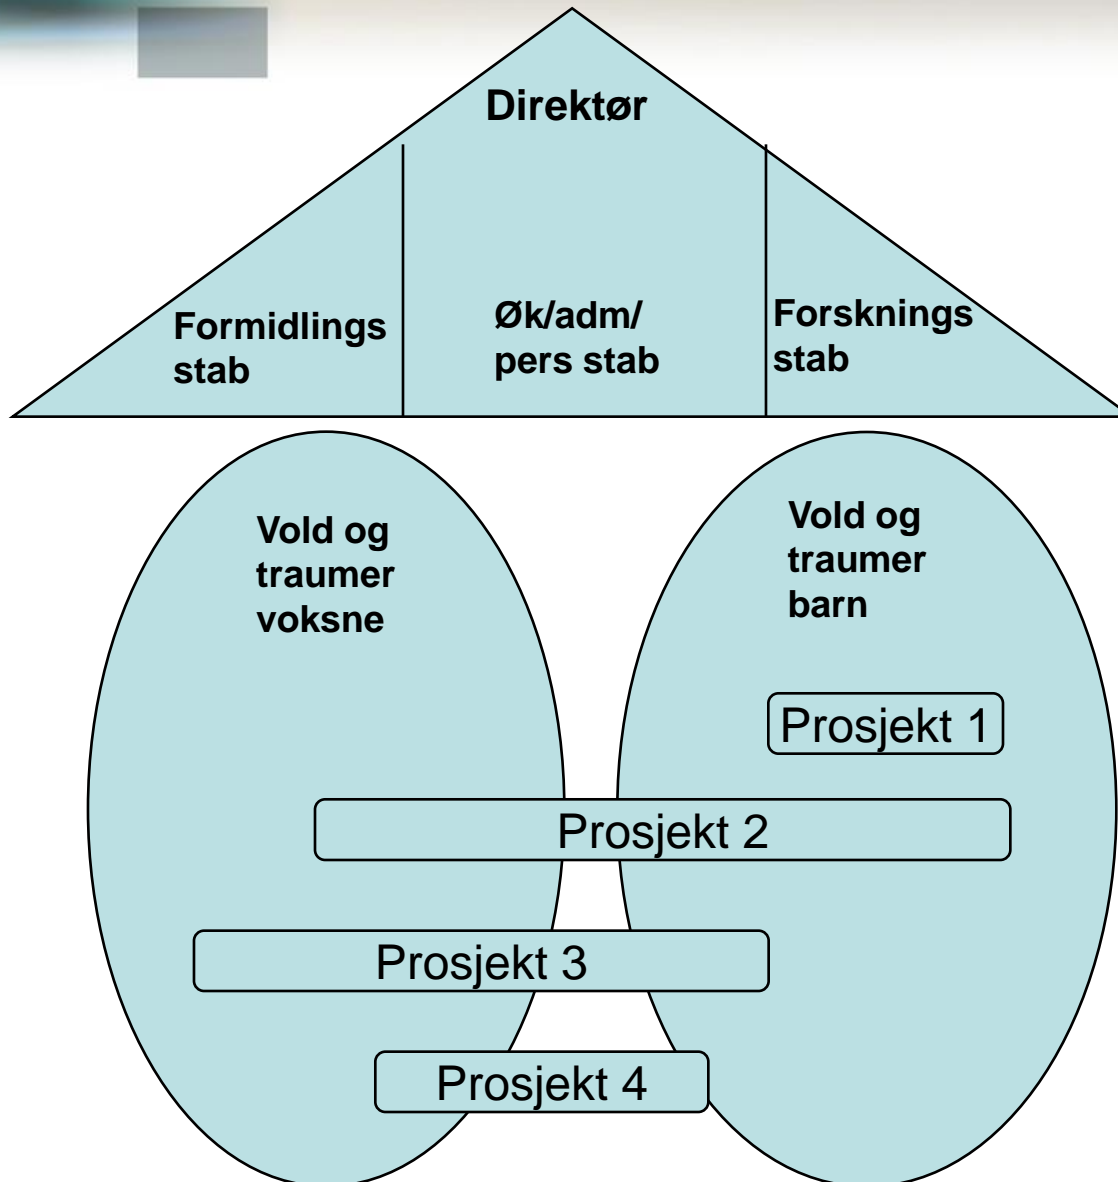 Direktør
Formidlings
stab
Øk/adm/
pers stab
Forsknings
stab
Vold og
traumer
voksne
Vold og
traumer
barn
Prosjekt 1
Prosjekt 2
Prosjekt 3
Prosjekt 4